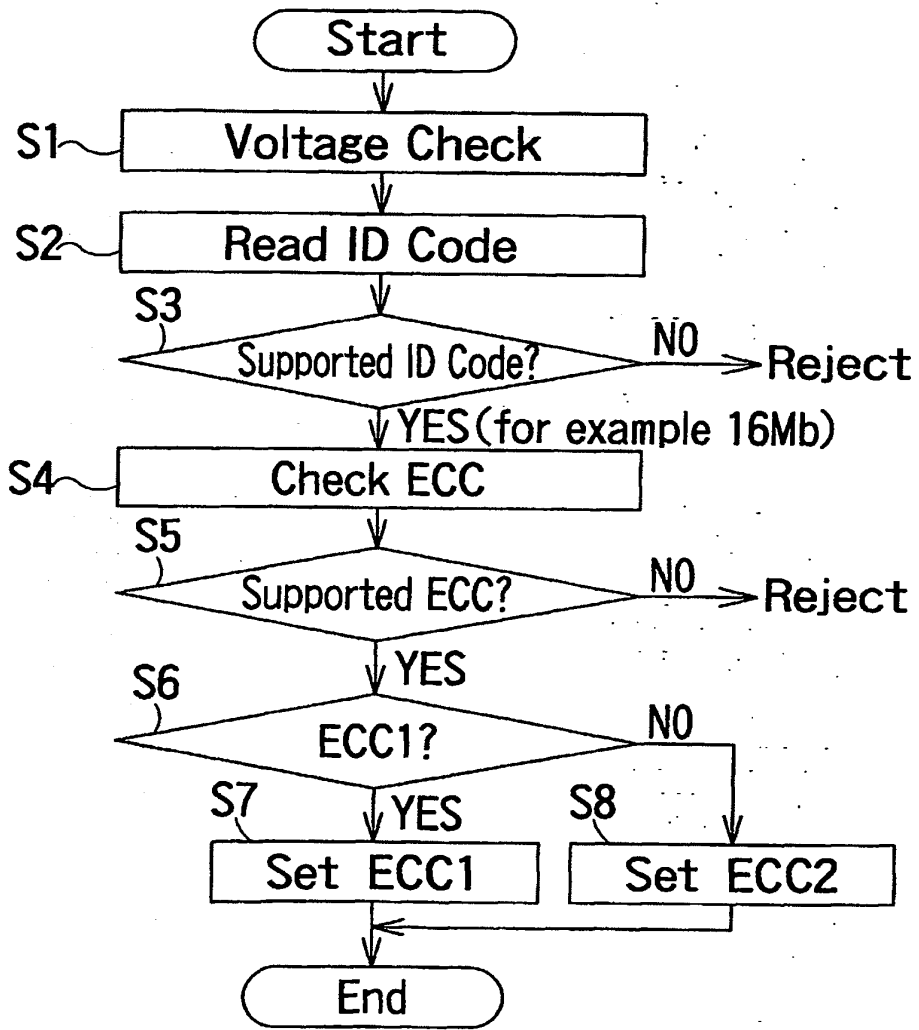 Start
S1 Voltage Check
S2 Read ID Code
S3
Supported ID Code? NO Reject
YES (for example 16Mb)
S4 Check ECC
S5
Supported ECC? NO Reject
YES
S6
ECC1? NO
S7 YES S8
Set ECC1 Set ECC2
End